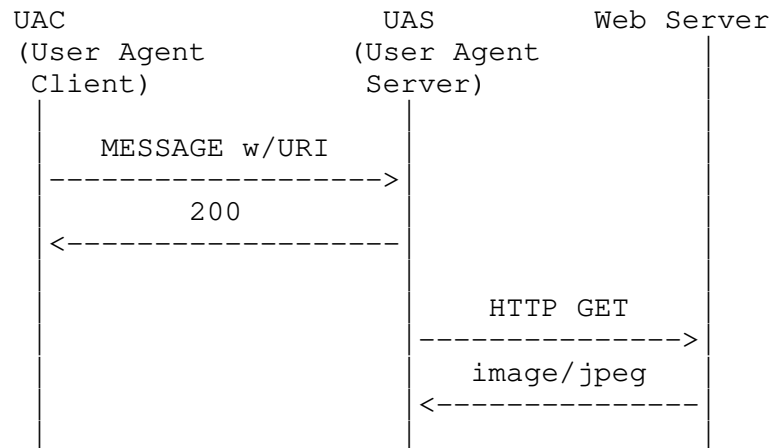 UAC UAS Web Server
(User Agent (User Agent
Client) Server)
MESSAGE w/URI
200
HTTP GET
image/jpeg